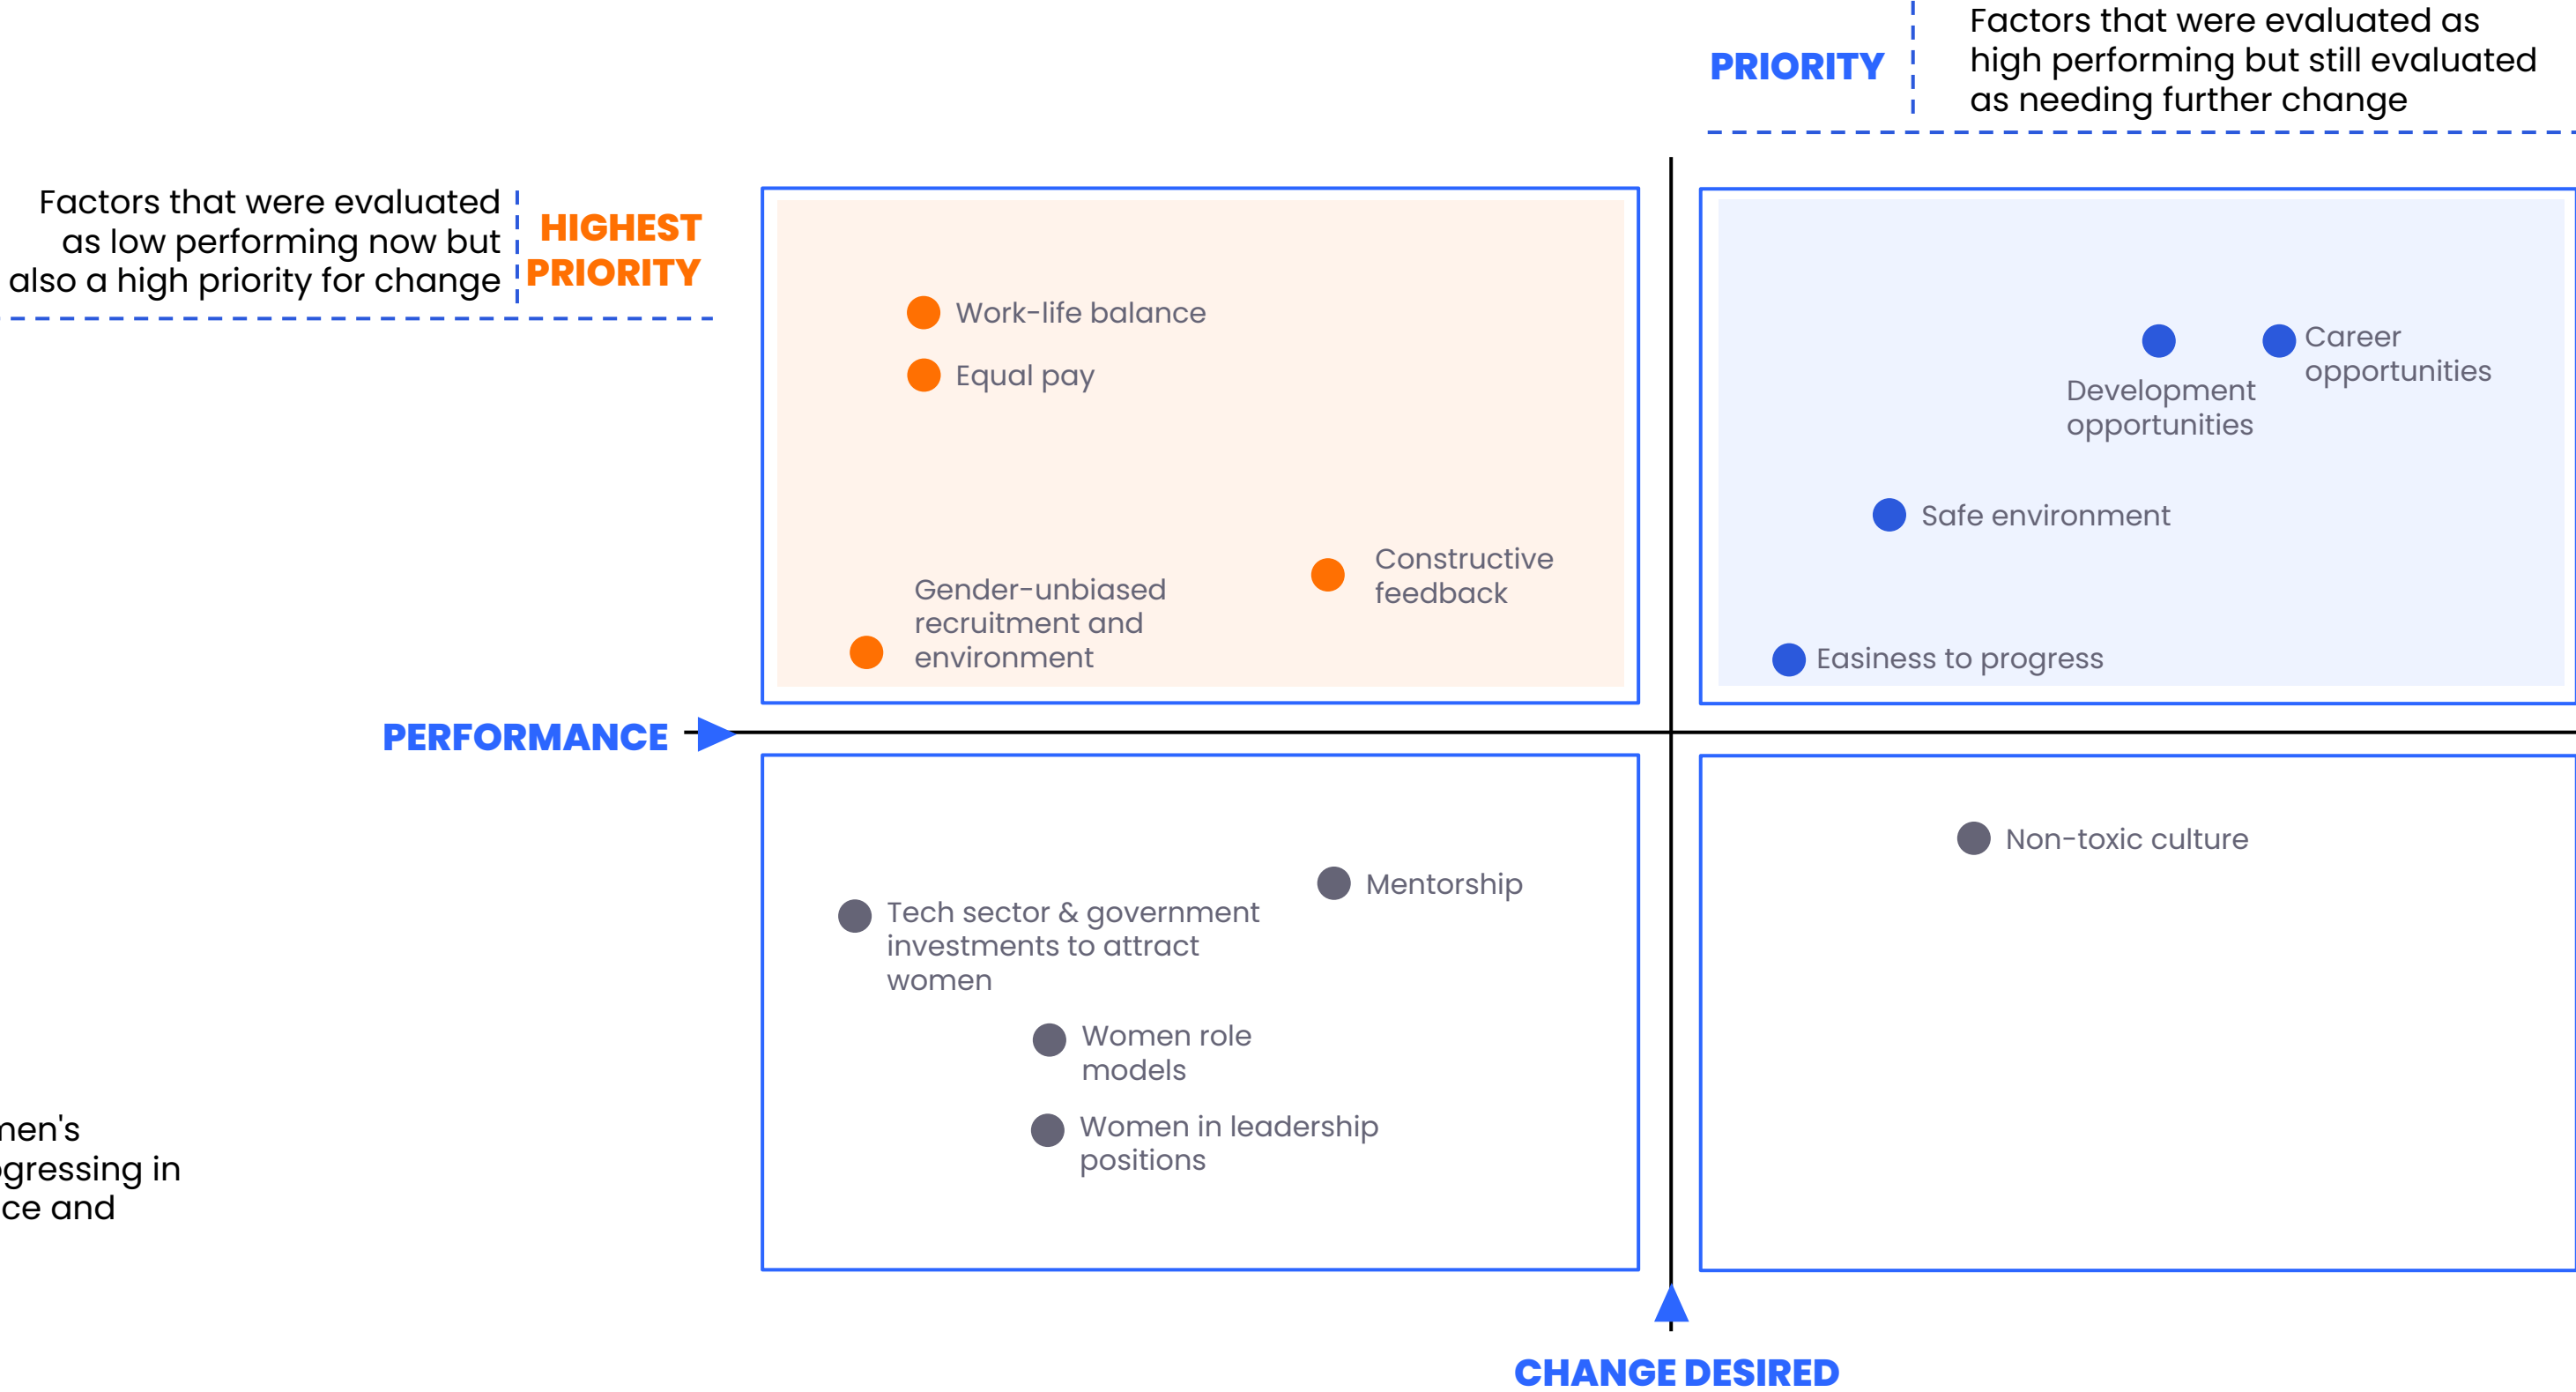 Factors that were evaluated as
high performing but still evaluated
as needing further change
PRIORITY
Factors that were evaluated
as low performing now but
also a high priority for change
HIGHEST
PRIORITY
Work-life balance
Equal pay
Constructive
feedback
Gender-unbiased
recruitment and
environment
Career
opportunities
Development
opportunities
Safe environment
Easiness to progress
PERFORMANCE
Mentorship
Tech sector & government
investments to attract
women
Women role
models
Women in leadership
positions
Non-toxic culture
men's
gressing in
ce and
CHANGE DESIRED